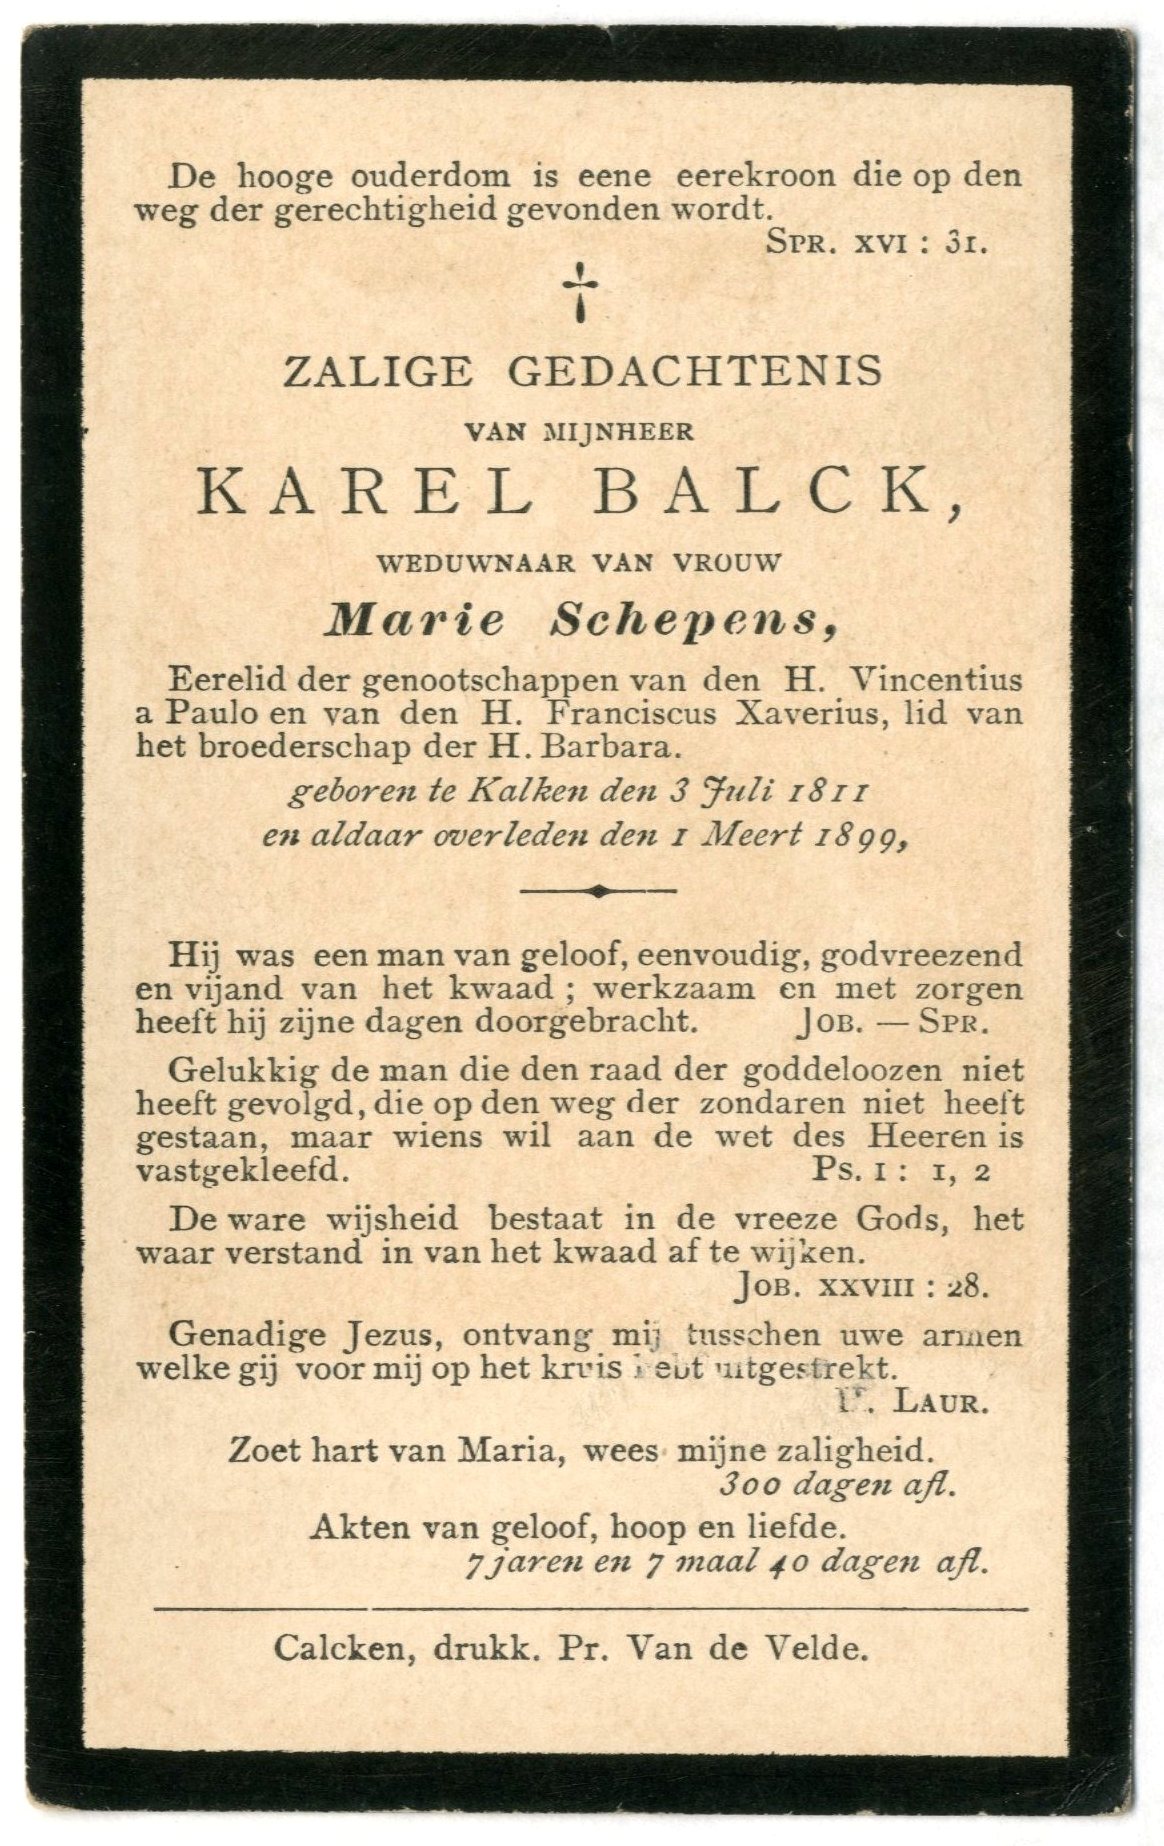 De hooge ouderdom is eene eerekroon die op den
weg der gerechtigheid gevonden wordt.
SPR. XVI : 31.
ZALIGE GEDACHTENIS
VAN MIJNHEER
KAREL BALCK,
WEDUWNAAR VAN VROUW
Marie Schepens,
Eerelid der genootschappen van den H. Vincentius
a Paulo en van den H. Franciscus Xaverius, lid van
het broederschap der H. Barbara.
geboren te Kalken den 3 Juli 1811
en aldaar overleden den 1 Meert 1899,
Hij was een man van geloof, eenvoudig, godvreezend
en vijand van het kwaad ; werkzaam en met zorgen
heeft hij zijne dagen doorgebracht. JOB. — SPR.
Gelukkig de man die den raad der goddeloozen niet
heeft gevolgd, die op den weg der zondaren niet heeft
gestaan, maar wiens wil aan de wet des Heeren is
vastgekleefd. Ps. I : 1, 2
De ware wijsheid bestaat in de vreeze Gods, het
waar verstand in van het kwaad af te wijken.
JOB. XXVIII : 28.
Genadige Jezus, ontvang mij tusschen uwe armen
welke gij voor mij op het kruis hebt uitgestrekt.
H. LAUR.
Zoet hart van Maria, wees mijne zaligheid.
300 dagen afl.
Akten van geloof, hoop en liefde.
7 jaren en 7 maal 40 dagen afl.
Calcken, drukk. Pr. Van de Velde.